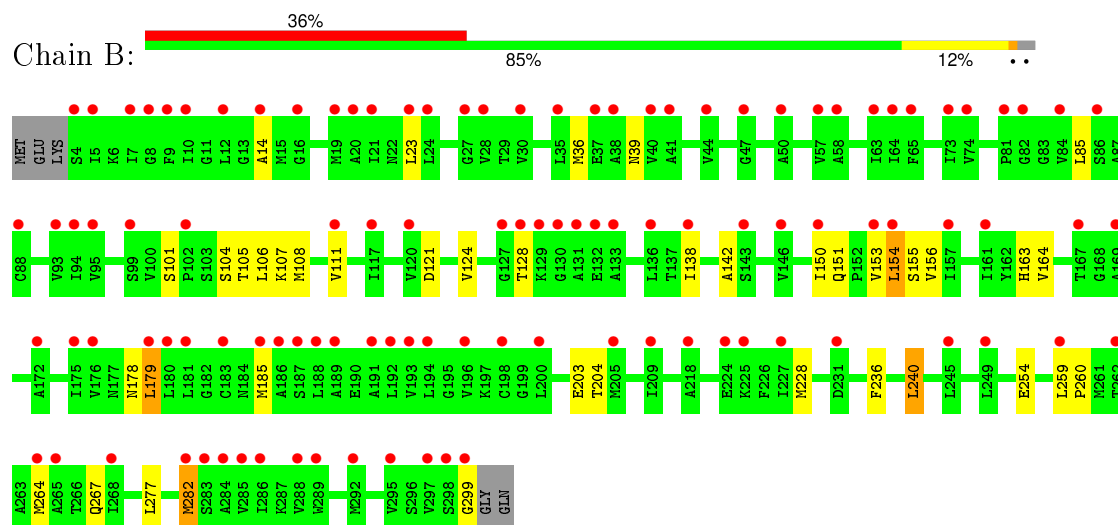 36%
Chain B:
85% 12% • •
MET GLU LYS S4 I5 K6 I7 G8 F9 I10 G11 L12 G13 A14 M15 G16 M19 A20 I21 N22 L23 L24 G27 V28 T29 V30 L35 M36 E37 A38 N39 V40 A41 V44 G47 A50 V57 A58 I63 I64 F65 I73 V74 P81 G82 G83 V84 L85 S86 A87
C88 V93 I94 V95 S99 V100 S101 P102 S103 S104 T105 L106 K107 M108 V111 I117 V120 D121 V124 G127 T128 K129 G130 A131 E132 A133 L136 T137 I138 A142 S143 V146 I150 Q151 P152 V153 L154 S155 V156 I157 I161 Y162 H163 V164 T167 G168 A169
A172 I175 V176 N177 N178 L179 L180 L181 G182 C183 N184 M185 A186 S187 L188 A189 E190 A191 L192 V193 L194 G195 V196 K197 C198 G199 L200 E203 T204 M205 I209 A218 E224 K225 F226 I227 M228 D231 F236 L240 L245 L249 E254 L259 P260 M261 T262
A263 M264 A265 T266 Q267 I268 L277 M282 S283 A284 V285 I286 K287 V288 W289 M292 V295 S296 V297 S298 G299 GLY GLN